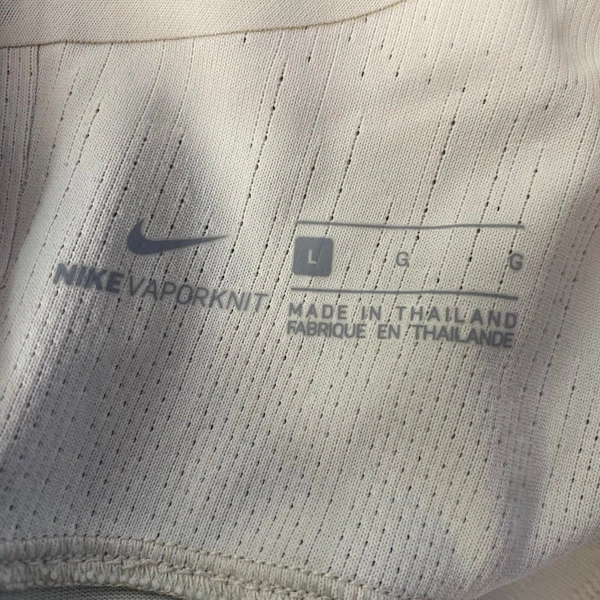 NIKEVAPORKNIT
L G G
MADE IN THAILAND
FABRIQUE EN THAILANDE